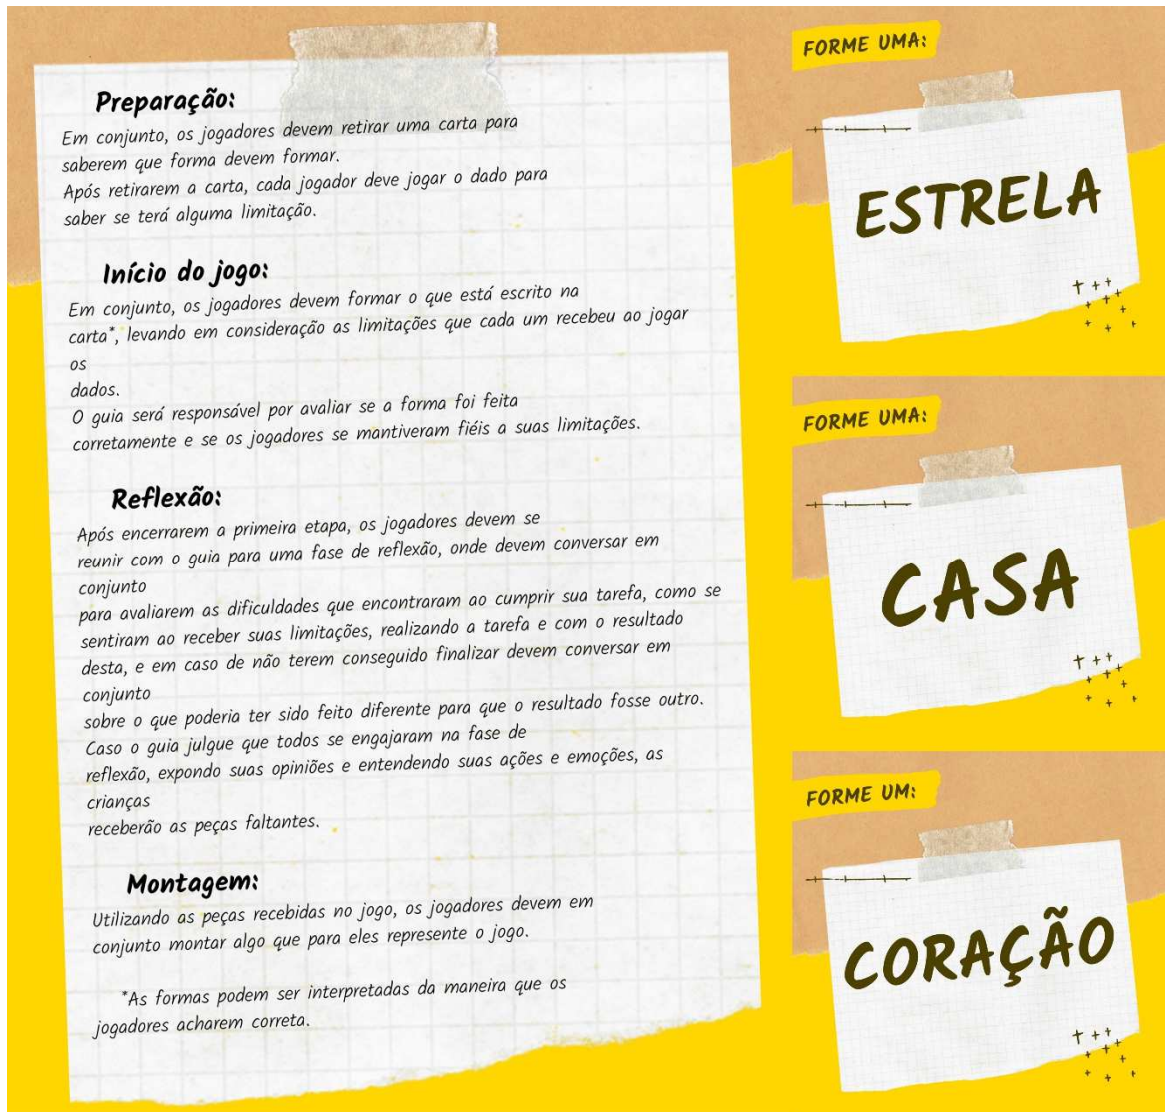 Preparação:
Em conjunto, os jogadores devem retirar uma carta para
saberem que forma devem formar.
Após retirarem a carta, cada jogador deve jogar o dado para
saber se terá alguma limitação.
Início do jogo:
Em conjunto, os jogadores devem formar o que está escrito na
carta*, levando em consideração as limitações que cada um recebeu ao jogar
os
dados.
O guia será responsável por avaliar se a forma foi feita
corretamente e se os jogadores se mantiveram fiéis a suas limitações.
Reflexão:
Após encerrarem a primeira etapa, os jogadores devem se
reunir com o guia para uma fase de reflexão, onde devem conversar em
conjunto
para avaliarem as dificuldades que encontraram ao cumprir sua tarefa, como se
sentiram ao receber suas limitações, realizando a tarefa e com o resultado
desta, e em caso de não terem conseguido finalizar devem conversar em
conjunto
sobre o que poderia ter sido feito diferente para que o resultado fosse outro.
Caso o guia julgue que todos se engajaram na fase de
reflexão, expondo suas opiniões e entendendo suas ações e emoções, as
crianças
receberão as peças faltantes.
Montagem:
Utilizando as peças recebidas no jogo, os jogadores devem em
conjunto montar algo que para eles represente o jogo.
*As formas podem ser interpretadas da maneira que os
jogadores acharem correta.
FORME UMA:
ESTRELA
FORME UMA:
CASA
FORME UM:
CORAÇÃO